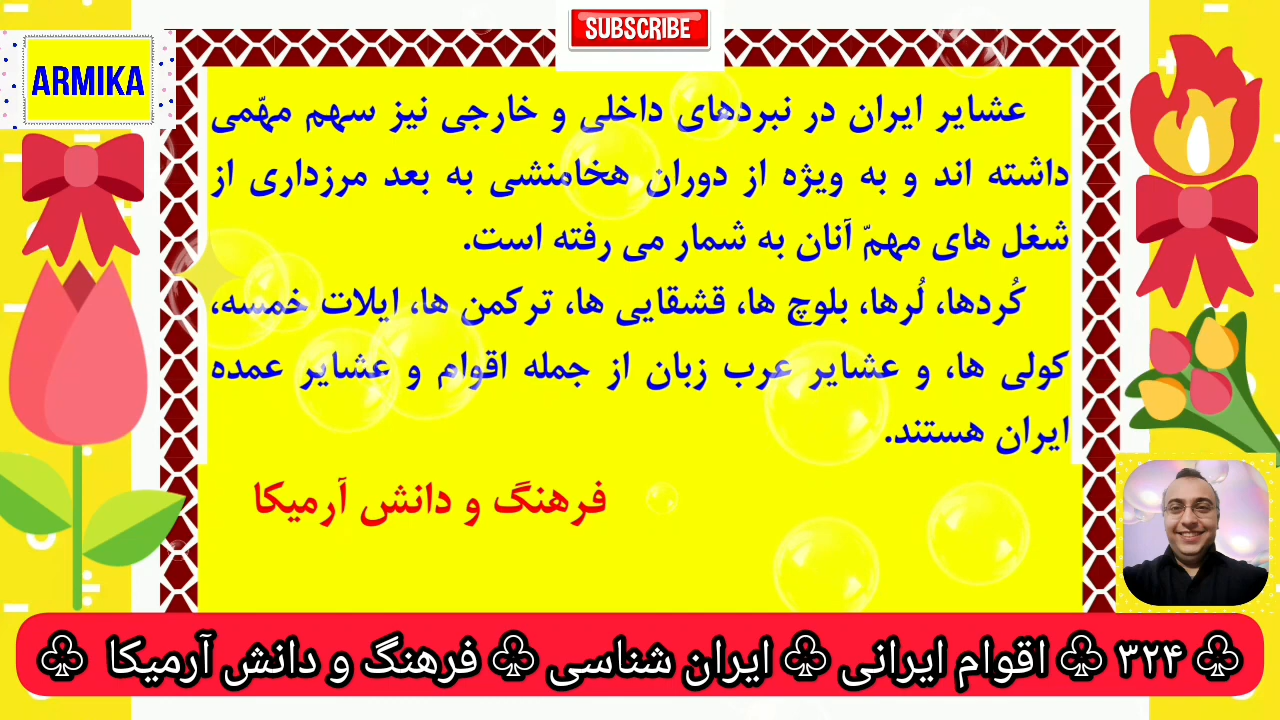 SUBSCRIBE
ARMIKA
عشایر ایران در نبردهای داخلی و خارجی نیز سهم مهّمی
داشته اند و به ویژه از دوران هخامنشی به بعد مرزداری از
شغل های مهمّ آنان به شمار می رفته است.
کُردها، لُرها، بلوچ ها، قشقایی ها، ترکمن ها، ایلات خمسه،
کولی ها، و عشایر عرب زبان از جمله اقوام و عشایر عمده
ایران هستند.
فرهنگ و دانش آرمیکا
♧ ۳۲۴ ♧ اقوام ایرانی ♧ ایران شناسی ♧ فرهنگ و دانش آرمیکا ♧